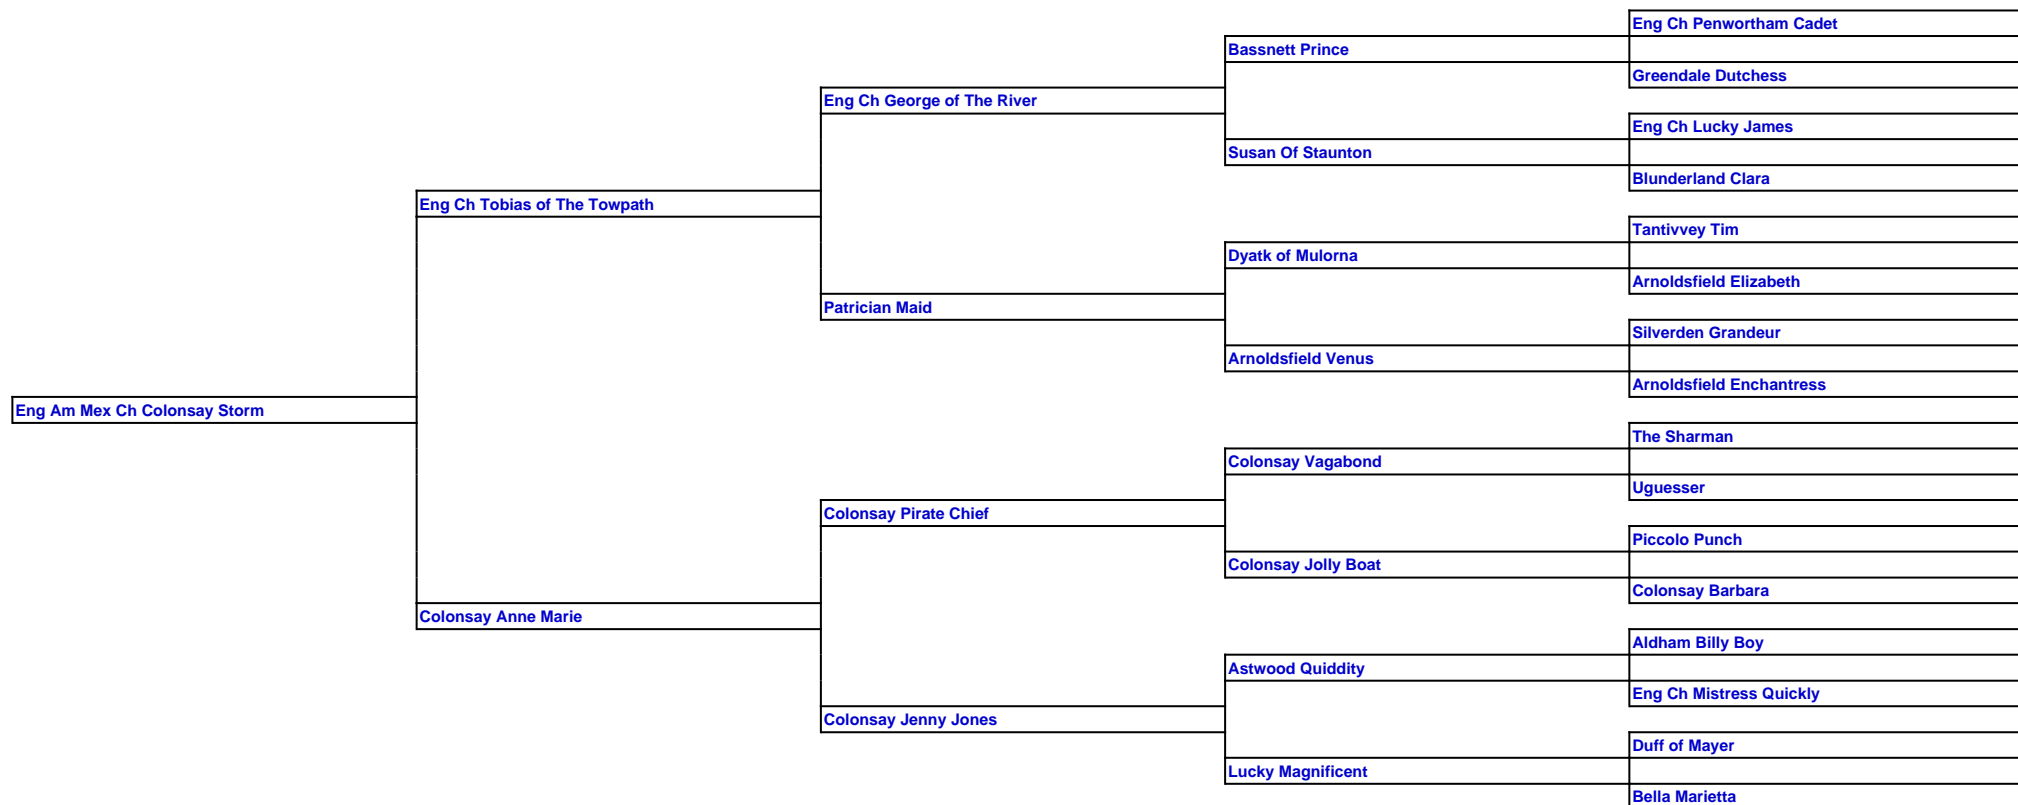 Eng Ch Penwortham Cadet
Bassnett Prince
Greendale Dutchess
Eng Ch George of The River
Eng Ch Lucky James
Susan Of Staunton
Blunderland Clara
Eng Ch Tobias of The Towpath
Tantivvey Tim
Dyatk of Mulorna
Arnoldsfield Elizabeth
Patrician Maid
Silverden Grandeur
Arnoldsfield Venus
Arnoldsfield Enchantress
Eng Am Mex Ch Colonsay Storm
The Sharman
Colonsay Vagabond
Uguesser
Colonsay Pirate Chief
Piccolo Punch
Colonsay Jolly Boat
Colonsay Barbara
Colonsay Anne Marie
Aldham Billy Boy
Astwood Quiddity
Eng Ch Mistress Quickly
Colonsay Jenny Jones
Duff of Mayer
Lucky Magnificent
Bella Marietta